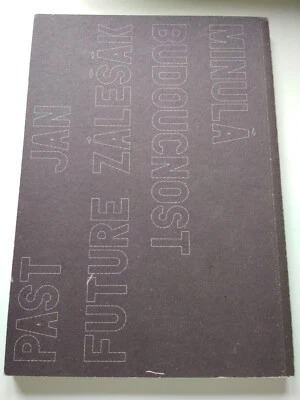 MINULÁ
BUDOUCNOST
JAN
ZÁLEŠÁK
PAST
FUTURE